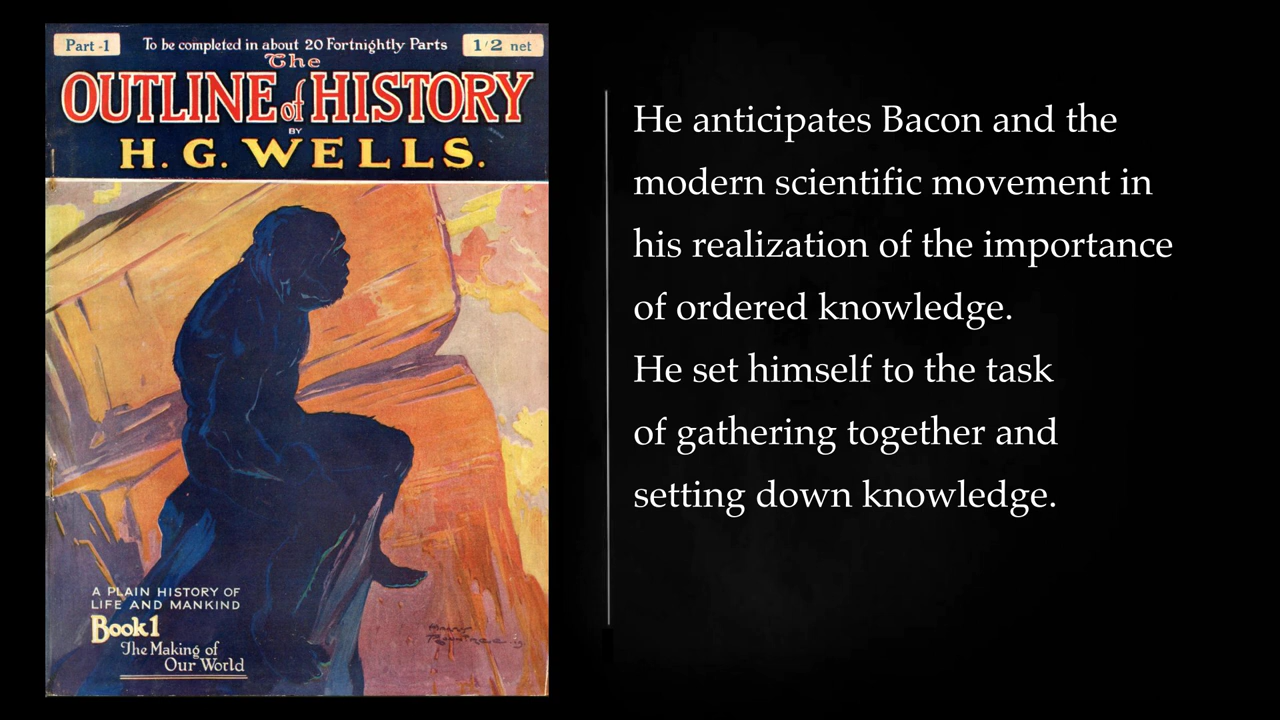 Part -1
To be completed in about 20 Fortnightly Parts
1/2 net
The
OUTLINE of HISTORY
BY
H. G. WELLS.
A PLAIN HISTORY OF
LIFE AND MANKIND
Book 1
The Making of
Our World
He anticipates Bacon and the
modern scientific movement in
his realization of the importance
of ordered knowledge.
He set himself to the task
of gathering together and
setting down knowledge.